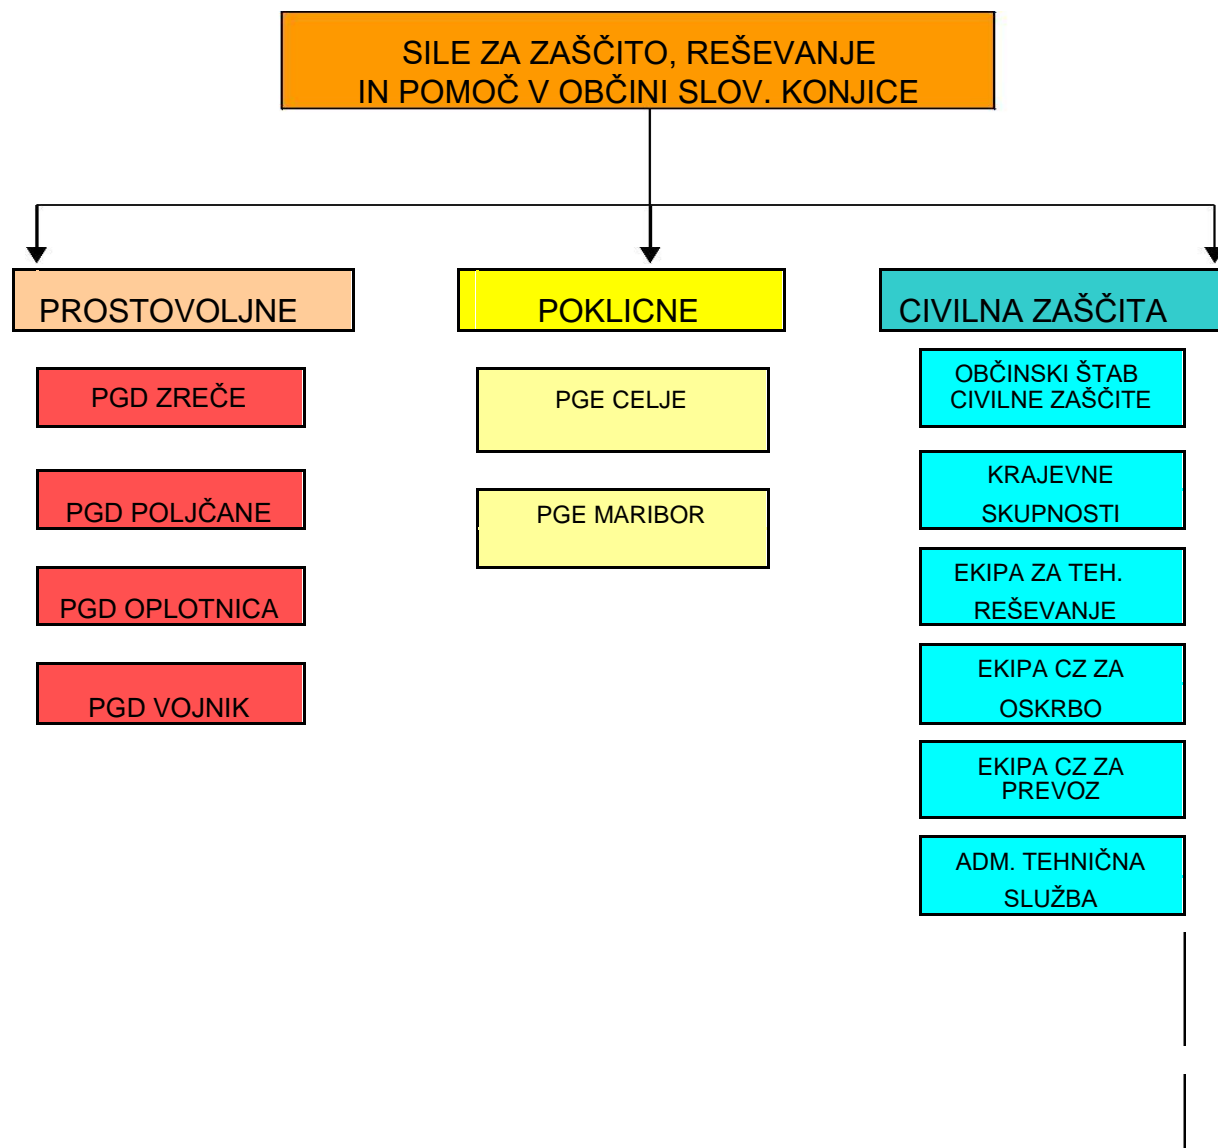 SILE ZA ZAŠČITO, REŠEVANJE
IN POMOČ V OBČINI SLOV. KONJICE
PROSTOVOLJNE
PGD ZREČE
PGD POLJČANE
PGD OPLOTNICA
PGD VOJNIK
POKLICNE
PGE CELJE
PGE MARIBOR
CIVILNA ZAŠČITA
OBČINSKI ŠTAB
CIVILNE ZAŠČITE
KRAJEVNE
SKUPNOSTI
EKIPA ZA TEH.
REŠEVANJE
EKIPA CZ ZA
OSKRBO
EKIPA CZ ZA
PREVOZ
ADM. TEHNIČNA
SLUŽBA